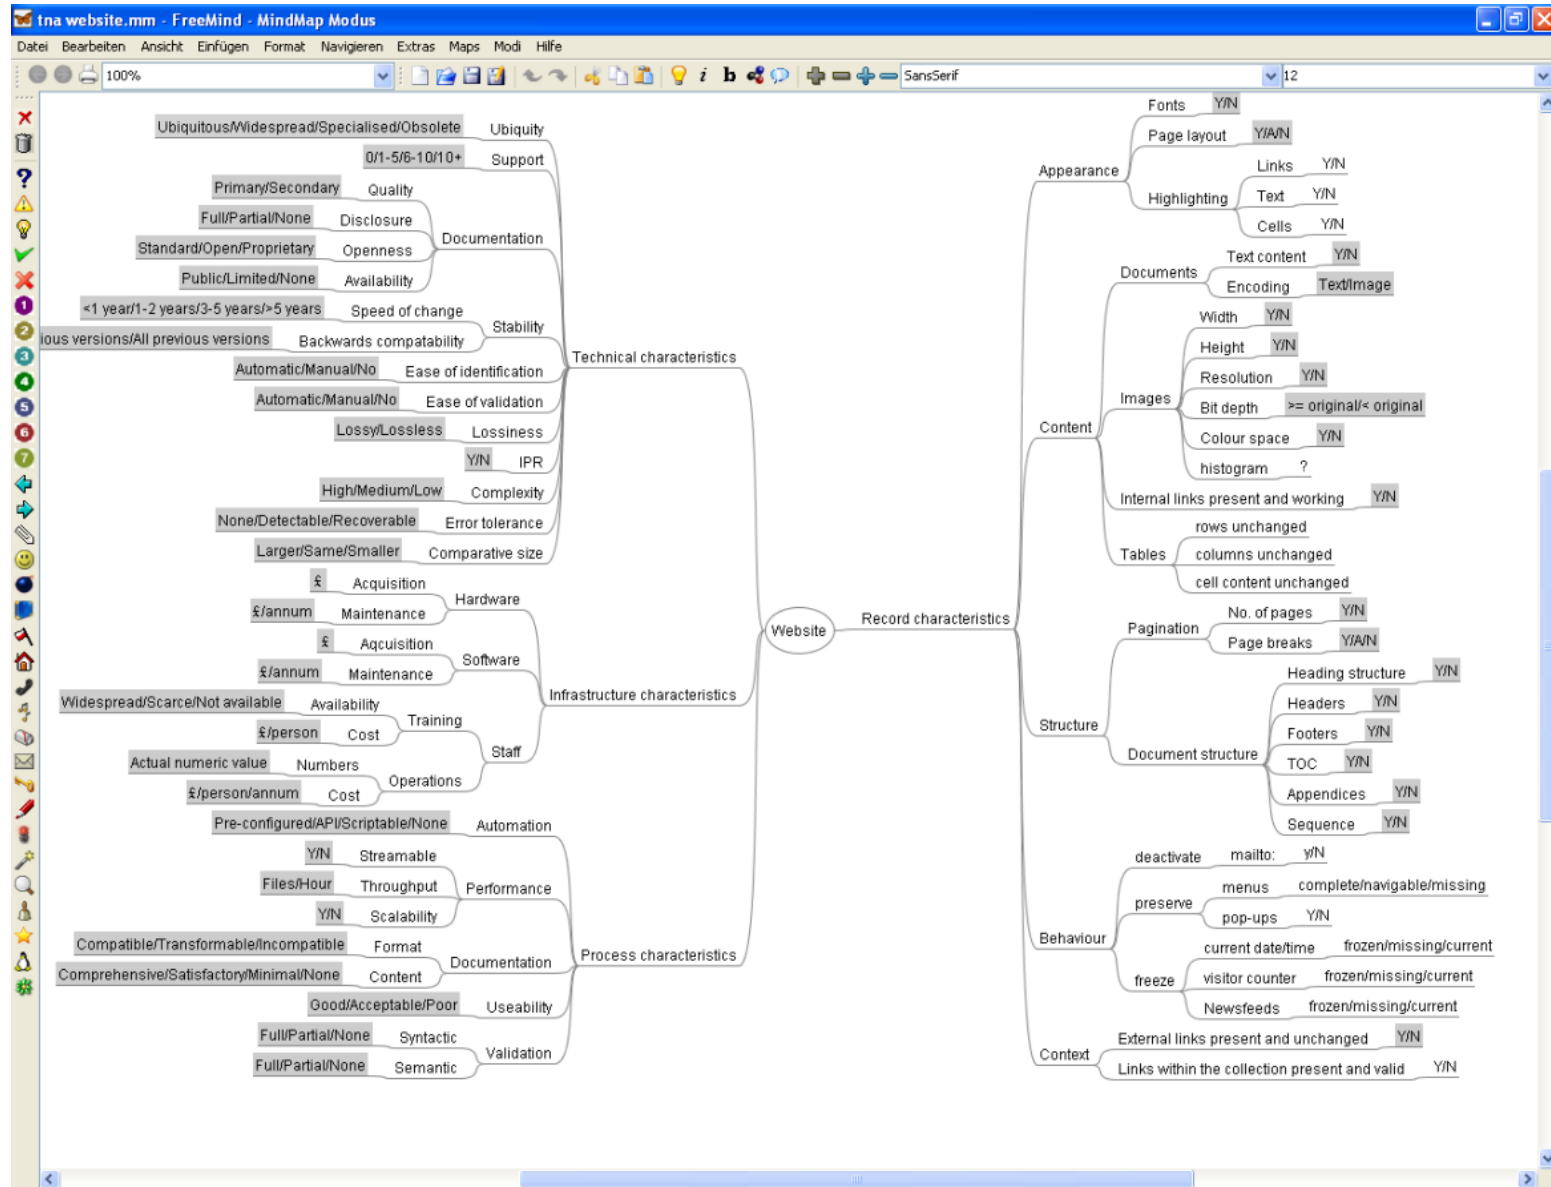 tna website.mm - FreeMind - MindMap Modus
Datei Bearbeiten Ansicht Einfügen Format Navigieren Extras Maps Modi Hilfe
100% i b SansSerif 12
Ubiquitous/Widespread/Specialised/Obsolete Ubiquity
0/1-5/6-10/10+ Support
Primary/Secondary Quality
Full/Partial/None Disclosure
Documentation
Standard/Open/Proprietary Openness
Public/Limited/None Availability
<1 year/1-2 years/3-5 years/>5 years Speed of change
Stability
ious versions/All previous versions Backwards compatability
Technical characteristics
Automatic/Manual/No Ease of identification
Automatic/Manual/No Ease of validation
Lossy/Lossless Lossiness
Y/N IPR
High/Medium/Low Complexity
None/Detectable/Recoverable Error tolerance
Larger/Same/Smaller Comparative size
£ Acquisition
Hardware
£/annum Maintenance
£ Aqcuisition
Software
£/annum Maintenance
Infrastructure characteristics
Widespread/Scarce/Not available Availability
Training
£/person Cost
Staff
Actual numeric value Numbers
Operations
£/person/annum Cost
Pre-configured/API/Scriptable/None Automation
Y/N Streamable
Files/Hour Throughput Performance
Y/N Scalability
Compatible/Transformable/Incompatible Format
Documentation
Process characteristics
Comprehensive/Satisfactory/Minimal/None Content
Good/Acceptable/Poor Useability
Full/Partial/None Syntactic
Validation
Full/Partial/None Semantic
Website
Record characteristics
Fonts Y/N
Page layout Y/A/N
Appearance
Links Y/N
Highlighting Text Y/N
Cells Y/N
Text content Y/N
Documents
Encoding Text/Image
Width Y/N
Height Y/N
Resolution Y/N
Images
Bit depth >= original/< original
Content
Colour space Y/N
histogram ?
Internal links present and working Y/N
rows unchanged
Tables columns unchanged
cell content unchanged
No. of pages Y/N
Pagination
Page breaks Y/A/N
Heading structure Y/N
Headers Y/N
Structure
Footers Y/N
Document structure
TOC Y/N
Appendices Y/N
Sequence Y/N
deactivate mailto: y/N
menus complete/navigable/missing
preserve
pop-ups Y/N
Behaviour
current date/time frozen/missing/current
freeze visitor counter frozen/missing/current
Newsfeeds frozen/missing/current
External links present and unchanged Y/N
Context
Links within the collection present and valid Y/N
1
2
3
4
5
6
7